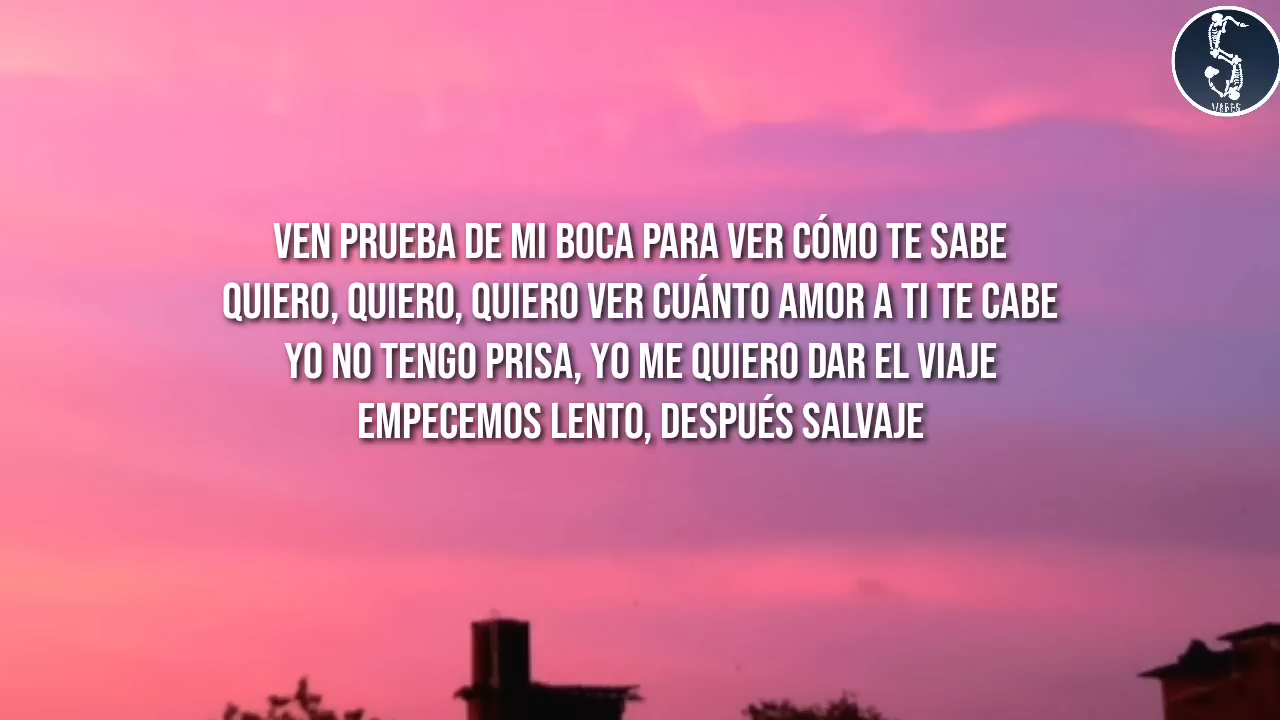 VEN PRUEBA DE MI BOCA PARA VER CÓMO TE SABE
QUIERO, QUIERO, QUIERO VER CUÁNTO AMOR A TI TE CABE
YO NO TENGO PRISA, YO ME QUIERO DAR EL VIAJE
EMPECEMOS LENTO, DESPUÉS SALVAJE